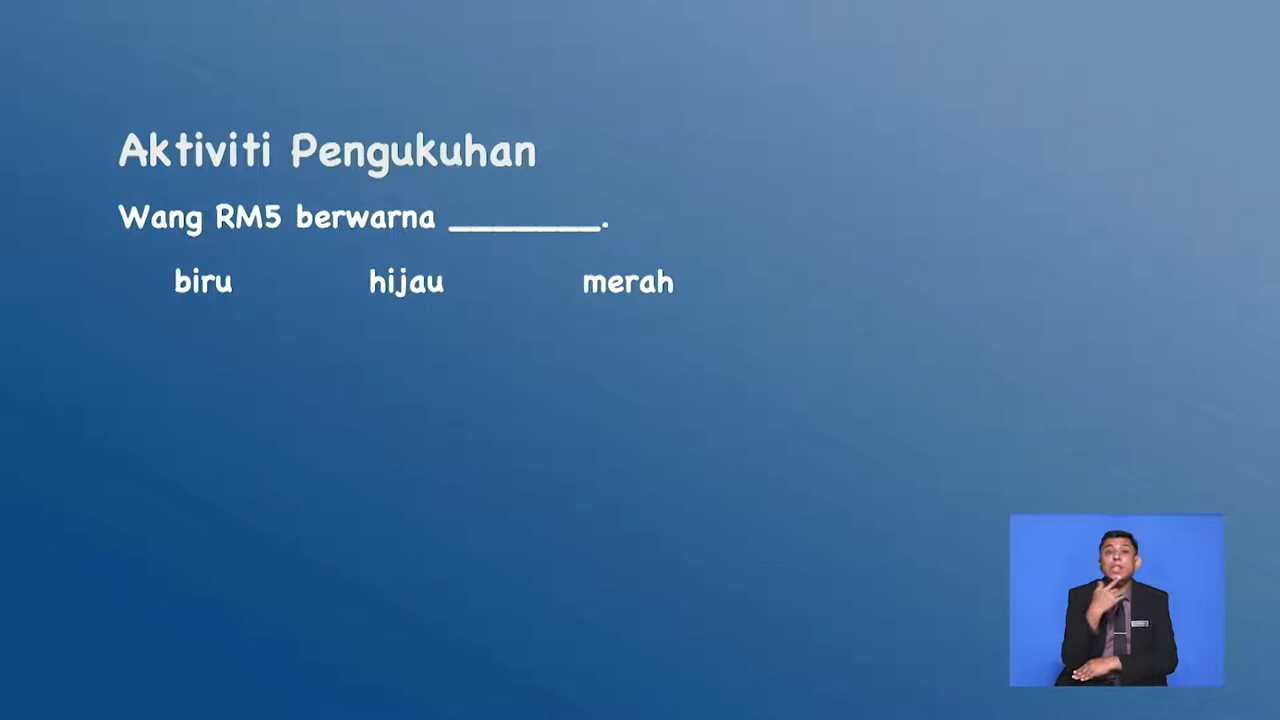 Aktiviti Pengukuhan
Wang RM5 berwarna _________.
biru hijau merah